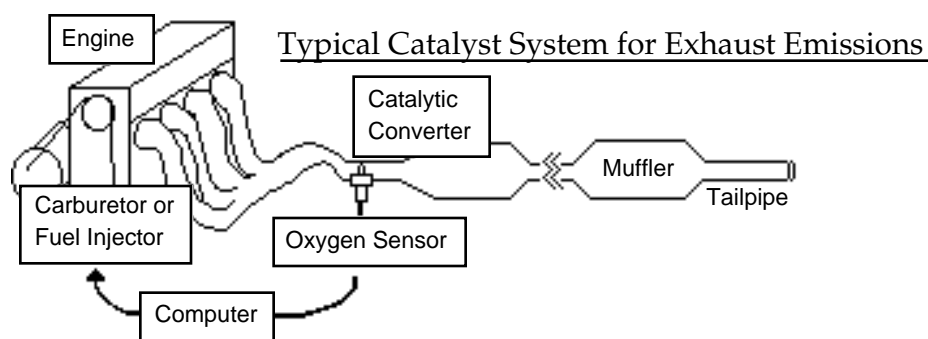 Typical Catalyst System for Exhaust Emissions
Engine
Catalytic
Converter
Muffler
Tailpipe
Carburetor or
Fuel Injector
Oxygen Sensor
Computer